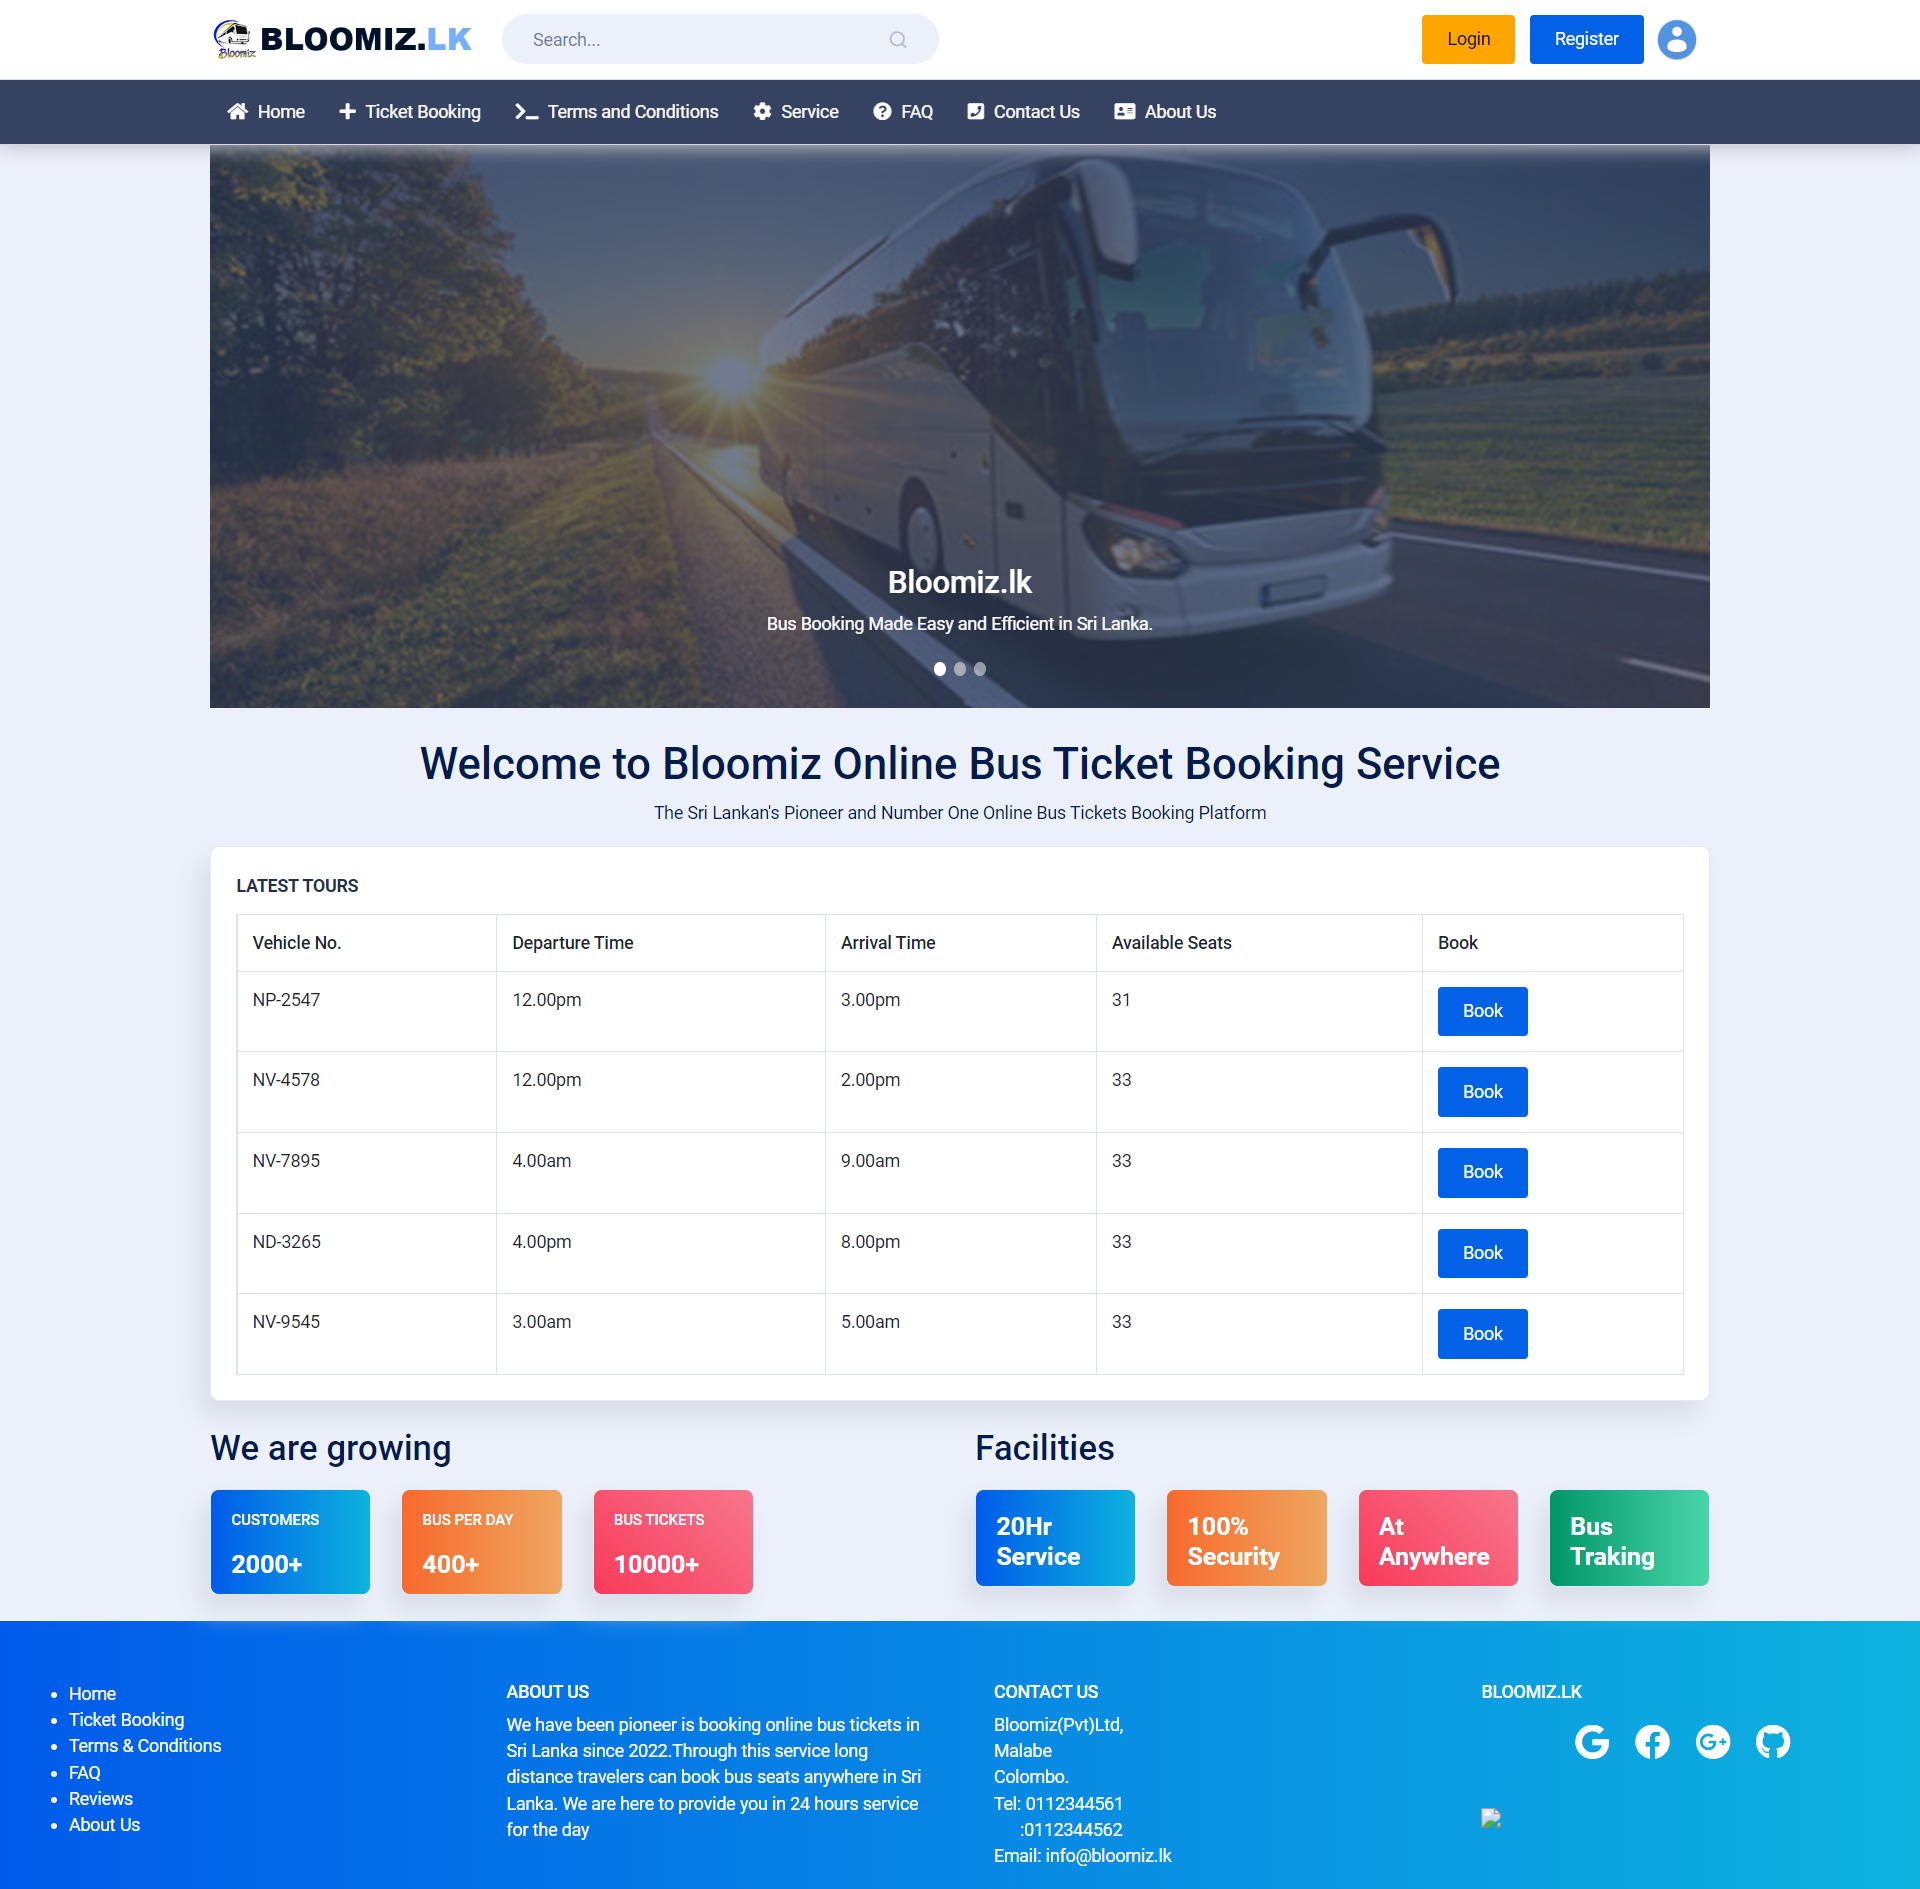 Bloomiz
BLOOMIZ.LK
Search...
Login
Register
Home
Ticket Booking
Terms and Conditions
Service
FAQ
Contact Us
About Us
Bloomiz.lk
Bus Booking Made Easy and Efficient in Sri Lanka.
Welcome to Bloomiz Online Bus Ticket Booking Service
The Sri Lankan's Pioneer and Number One Online Bus Tickets Booking Platform
LATEST TOURS
Vehicle No. Departure Time Arrival Time Available Seats Book
NP-2547 12.00pm 3.00pm 31 Book
NV-4578 12.00pm 2.00pm 33 Book
NV-7895 4.00am 9.00am 33 Book
ND-3265 4.00pm 8.00pm 33 Book
NV-9545 3.00am 5.00am 33 Book
We are growing
CUSTOMERS
2000+
BUS PER DAY
400+
BUS TICKETS
10000+
Facilities
20Hr
Service
100%
Security
At
Anywhere
Bus
Traking
Home
Ticket Booking
Terms & Conditions
FAQ
Reviews
About Us
ABOUT US
We have been pioneer is booking online bus tickets in
Sri Lanka since 2022.Through this service long
distance travelers can book bus seats anywhere in Sri
Lanka. We are here to provide you in 24 hours service
for the day
CONTACT US
Bloomiz(Pvt)Ltd,
Malabe
Colombo.
Tel: 0112344561
:0112344562
Email: info@bloomiz.lk
BLOOMIZ.LK